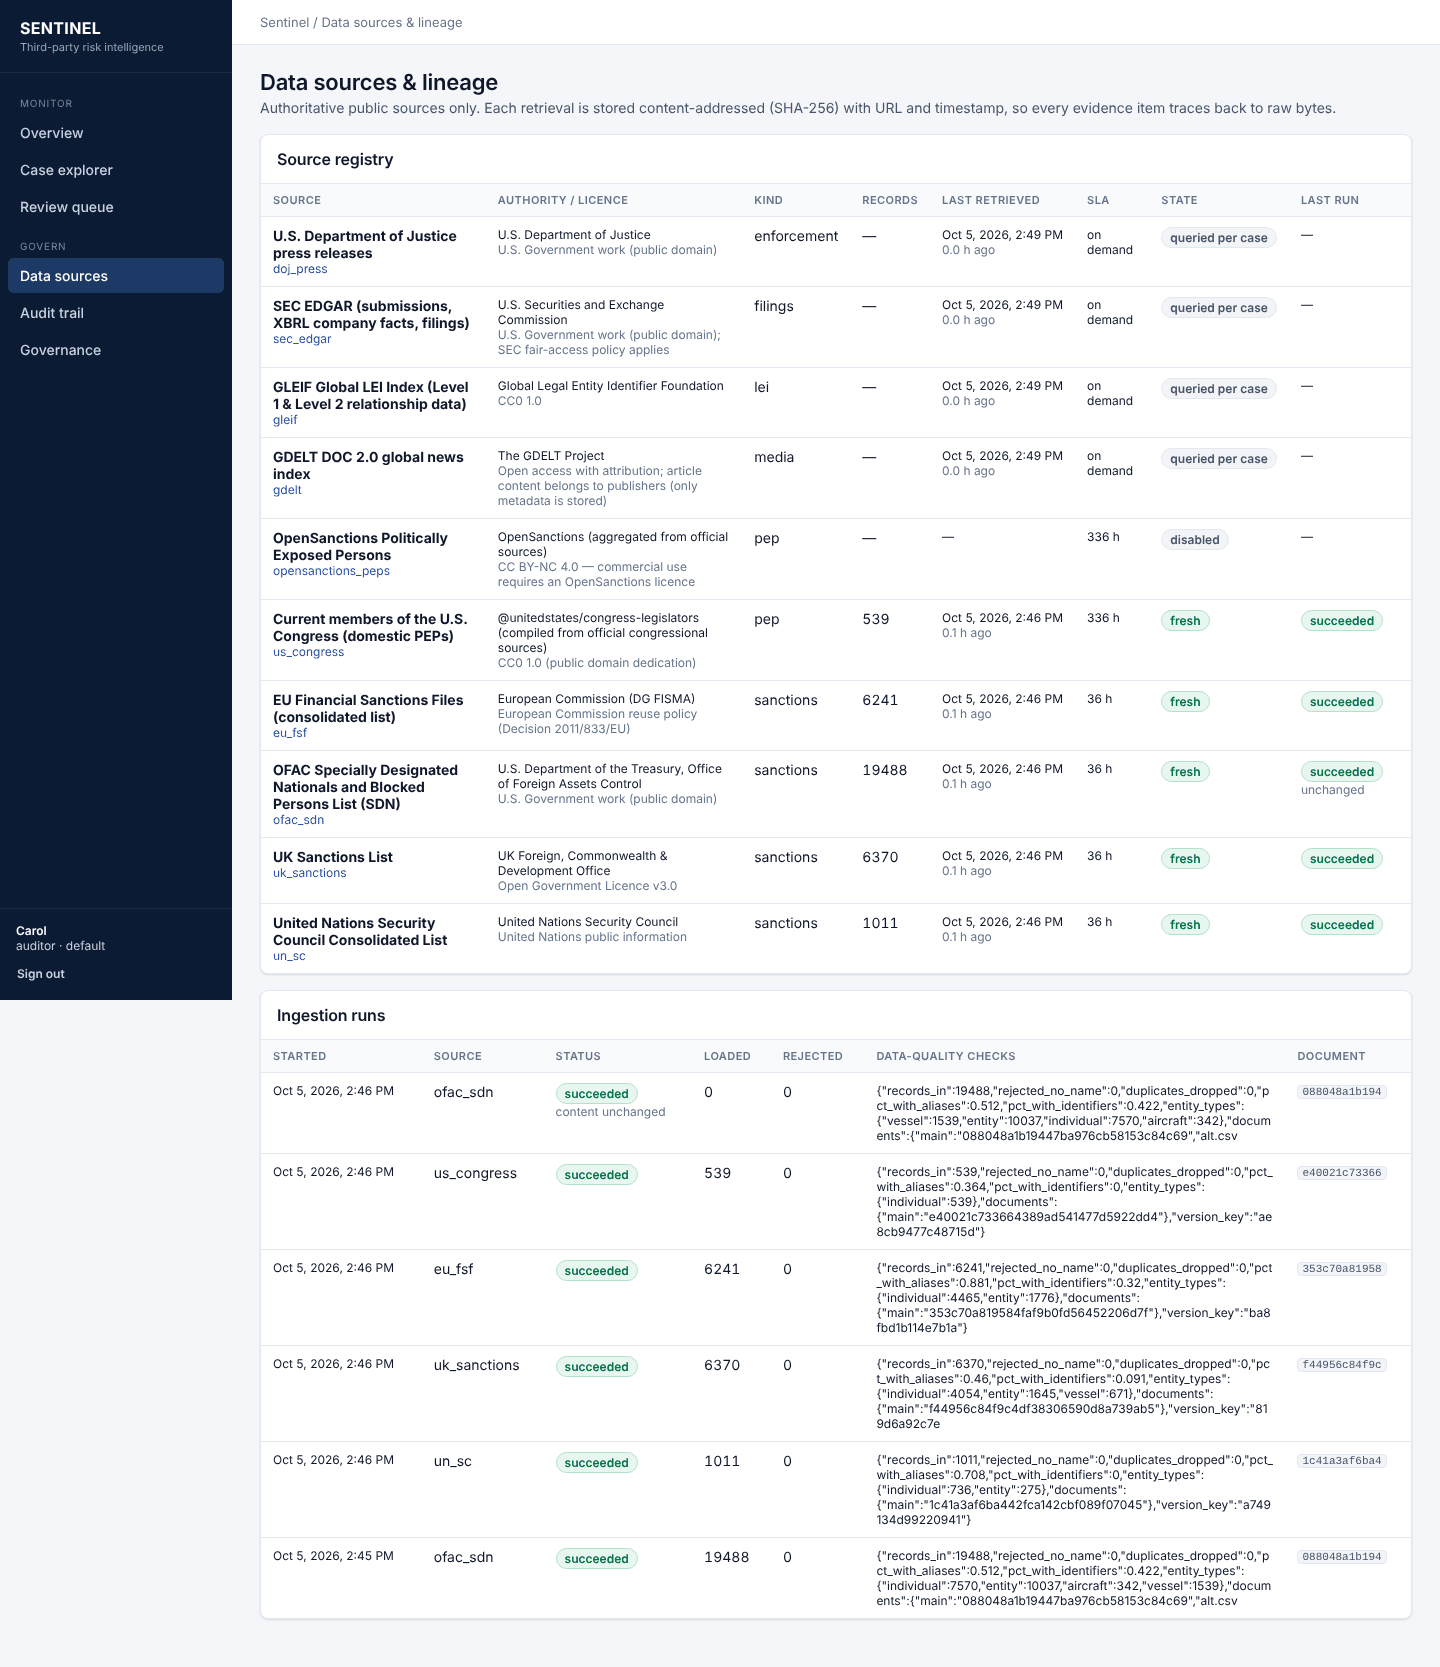 SENTINEL
Third-party risk intelligence
MONITOR
Overview
Case explorer
Review queue
GOVERN
Data sources
Audit trail
Governance
Carol
auditor · default
Sign out
Sentinel / Data sources & lineage
Data sources & lineage
Authoritative public sources only. Each retrieval is stored content-addressed (SHA-256) with URL and timestamp, so every evidence item traces back to raw bytes.
Source registry
SOURCE AUTHORITY / LICENCE KIND RECORDS LAST RETRIEVED SLA STATE LAST RUN
U.S. Department of Justice
press releases
doj_press
U.S. Department of Justice
U.S. Government work (public domain)
enforcement
—
Oct 5, 2026, 2:49 PM
0.0 h ago
on
demand
queried per case
—
SEC EDGAR (submissions,
XBRL company facts, filings)
sec_edgar
U.S. Securities and Exchange
Commission
U.S. Government work (public domain);
SEC fair-access policy applies
filings
—
Oct 5, 2026, 2:49 PM
0.0 h ago
on
demand
queried per case
—
GLEIF Global LEI Index (Level
1 & Level 2 relationship data)
gleif
Global Legal Entity Identifier Foundation
CC0 1.0
lei
—
Oct 5, 2026, 2:49 PM
0.0 h ago
on
demand
queried per case
—
GDELT DOC 2.0 global news
index
gdelt
The GDELT Project
Open access with attribution; article
content belongs to publishers (only
metadata is stored)
media
—
Oct 5, 2026, 2:49 PM
0.0 h ago
on
demand
queried per case
—
OpenSanctions Politically
Exposed Persons
opensanctions_peps
OpenSanctions (aggregated from official
sources)
CC BY-NC 4.0 — commercial use
requires an OpenSanctions licence
pep
—
—
336 h
disabled
—
Current members of the U.S.
Congress (domestic PEPs)
us_congress
@unitedstates/congress-legislators
(compiled from official congressional
sources)
CC0 1.0 (public domain dedication)
pep
539
Oct 5, 2026, 2:46 PM
0.1 h ago
336 h
fresh
succeeded
EU Financial Sanctions Files
(consolidated list)
eu_fsf
European Commission (DG FISMA)
European Commission reuse policy
(Decision 2011/833/EU)
sanctions
6241
Oct 5, 2026, 2:46 PM
0.1 h ago
36 h
fresh
succeeded
OFAC Specially Designated
Nationals and Blocked
Persons List (SDN)
ofac_sdn
U.S. Department of the Treasury, Office
of Foreign Assets Control
U.S. Government work (public domain)
sanctions
19488
Oct 5, 2026, 2:46 PM
0.1 h ago
36 h
fresh
succeeded
unchanged
UK Sanctions List
uk_sanctions
UK Foreign, Commonwealth &
Development Office
Open Government Licence v3.0
sanctions
6370
Oct 5, 2026, 2:46 PM
0.1 h ago
36 h
fresh
succeeded
United Nations Security
Council Consolidated List
un_sc
United Nations Security Council
United Nations public information
sanctions
1011
Oct 5, 2026, 2:46 PM
0.1 h ago
36 h
fresh
succeeded
Ingestion runs
STARTED SOURCE STATUS LOADED REJECTED DATA-QUALITY CHECKS DOCUMENT
Oct 5, 2026, 2:46 PM
ofac_sdn
succeeded
content unchanged
0
0
{"records_in":19488,"rejected_no_name":0,"duplicates_dropped":0,"p
ct_with_aliases":0.512,"pct_with_identifiers":0.422,"entity_types":
{"vessel":1539,"entity":10037,"individual":7570,"aircraft":342},"docum
ents":{"main":"088048a1b19447ba976cb58153c84c69","alt.csv
088048a1b194
Oct 5, 2026, 2:46 PM
us_congress
succeeded
539
0
{"records_in":539,"rejected_no_name":0,"duplicates_dropped":0,"pct_
with_aliases":0.364,"pct_with_identifiers":0,"entity_types":
{"individual":539},"documents":
{"main":"e40021c733664389ad541477d5922dd4"},"version_key":"ae
8cb9477c48715d"}
e40021c73366
Oct 5, 2026, 2:46 PM
eu_fsf
succeeded
6241
0
{"records_in":6241,"rejected_no_name":0,"duplicates_dropped":0,"pct
_with_aliases":0.881,"pct_with_identifiers":0.32,"entity_types":
{"individual":4465,"entity":1776},"documents":
{"main":"353c70a819584faf9b0fd56452206d7f"},"version_key":"ba8
fbd1b114e7b1a"}
353c70a81958
Oct 5, 2026, 2:46 PM
uk_sanctions
succeeded
6370
0
{"records_in":6370,"rejected_no_name":0,"duplicates_dropped":0,"pc
t_with_aliases":0.46,"pct_with_identifiers":0.091,"entity_types":
{"individual":4054,"entity":1645,"vessel":671},"documents":
{"main":"f44956c84f9c4df38306590d8a739ab5"},"version_key":"81
9d6a92c7e
f44956c84f9c
Oct 5, 2026, 2:46 PM
un_sc
succeeded
1011
0
{"records_in":1011,"rejected_no_name":0,"duplicates_dropped":0,"pct_
with_aliases":0.708,"pct_with_identifiers":0,"entity_types":
{"individual":736,"entity":275},"documents":
{"main":"1c41a3af6ba442fca142cbf089f07045"},"version_key":"a749
134d99220941"}
1c41a3af6ba4
Oct 5, 2026, 2:45 PM
ofac_sdn
succeeded
19488
0
{"records_in":19488,"rejected_no_name":0,"duplicates_dropped":0,"p
ct_with_aliases":0.512,"pct_with_identifiers":0.422,"entity_types":
{"individual":7570,"entity":10037,"aircraft":342,"vessel":1539},"docum
ents":{"main":"088048a1b19447ba976cb58153c84c69","alt.csv
088048a1b194